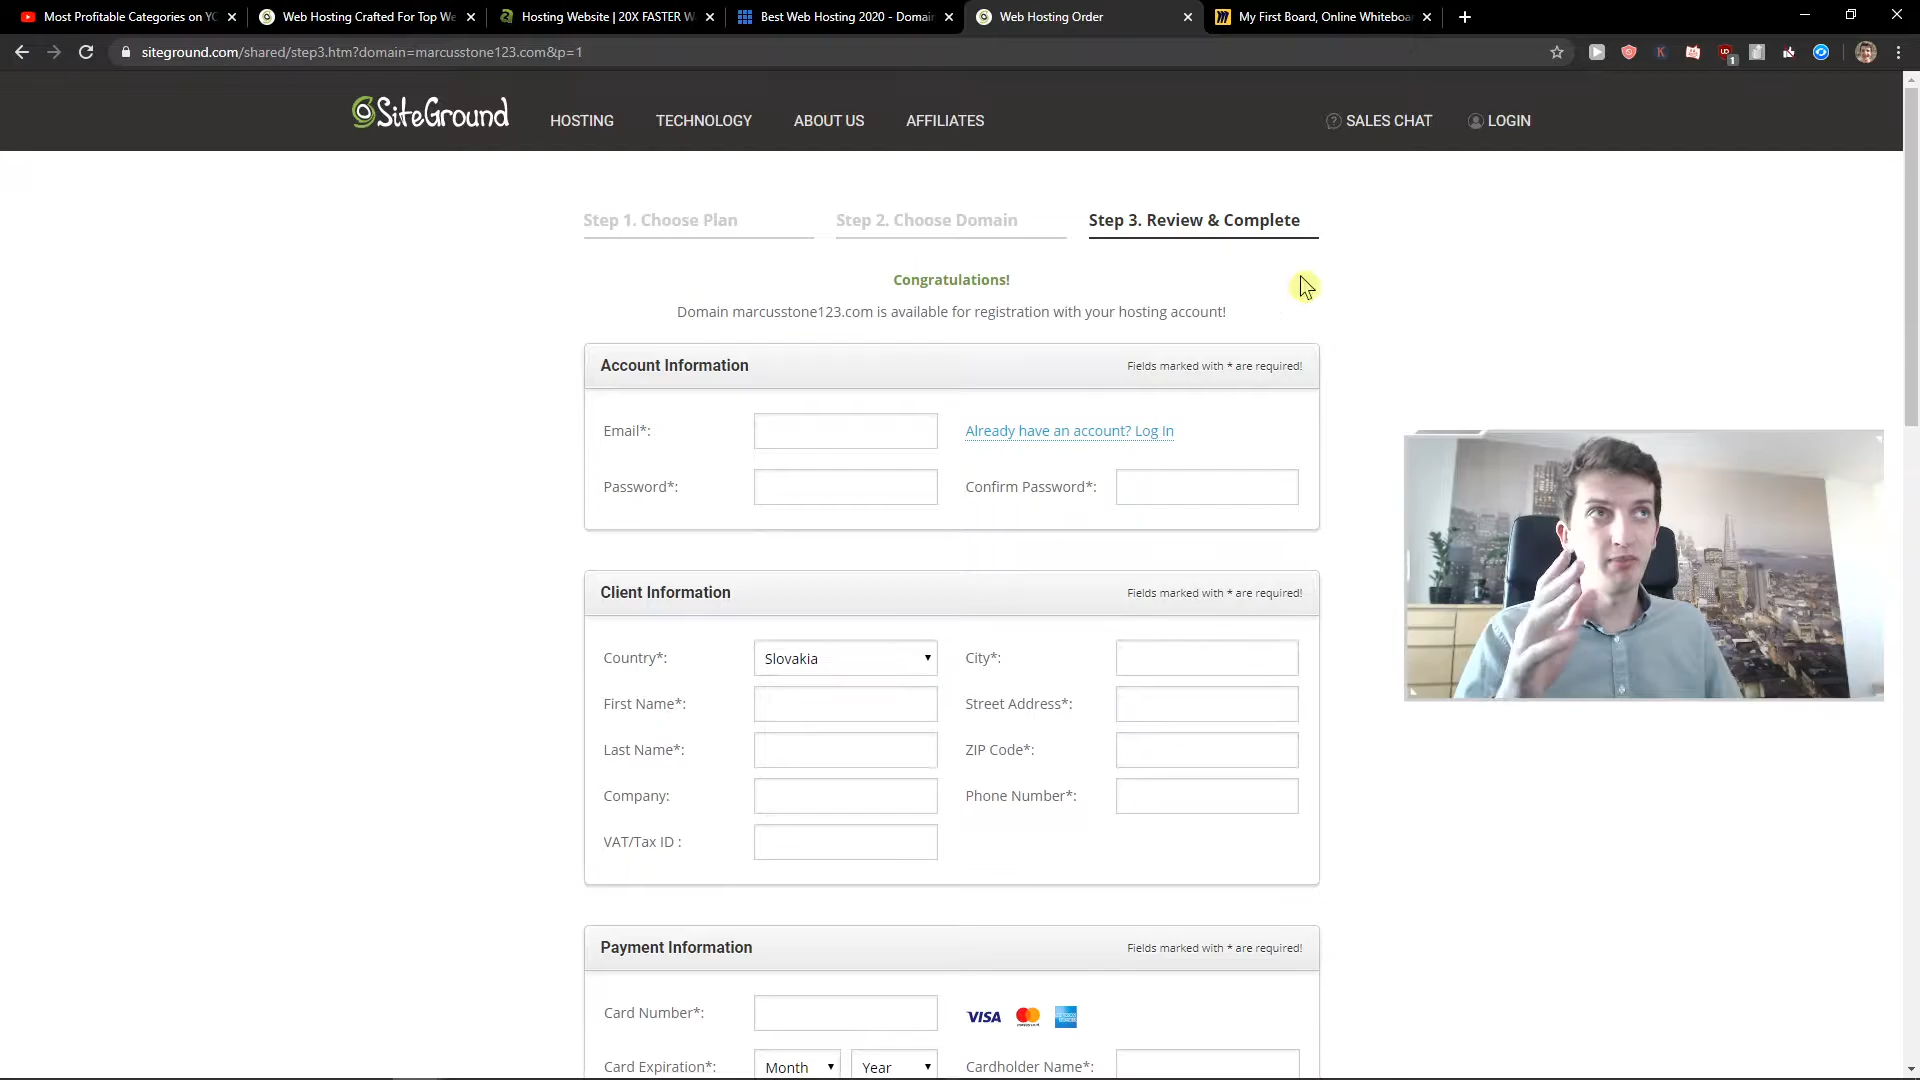 Most Profitable Categories on YO
Web Hosting Crafted For Top We
Hosting Website | 20X FASTER W
Best Web Hosting 2020 - Domain
Web Hosting Order
My First Board, Online Whiteboa
siteground.com/shared/step3.htm?domain=marcusstone123.com&p=1
SiteGround
HOSTING
TECHNOLOGY
ABOUT US
AFFILIATES
SALES CHAT
LOGIN
Step 1. Choose Plan
Step 2. Choose Domain
Step 3. Review & Complete
Congratulations!
Domain marcusstone123.com is available for registration with your hosting account!
Account Information
Fields marked with * are required!
Email*:
Already have an account? Log In
Password*:
Confirm Password*:
Client Information
Fields marked with * are required!
Country*:
Slovakia
City*:
First Name*:
Street Address*:
Last Name*:
ZIP Code*:
Company:
Phone Number*:
VAT/Tax ID :
Payment Information
Fields marked with * are required!
Card Number*:
VISA
Card Expiration*:
Month
Year
Cardholder Name*: